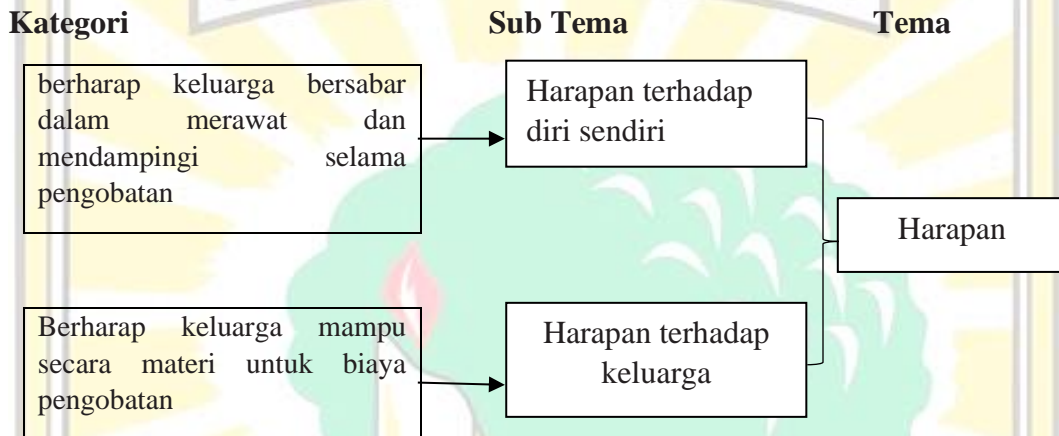 Kategori Sub Tema Tema
berharap keluarga bersabar
dalam merawat dan
mendampingi selama
pengobatan
Harapan terhadap
diri sendiri
Harapan
Berharap keluarga mampu
secara materi untuk biaya
pengobatan
Harapan terhadap
keluarga